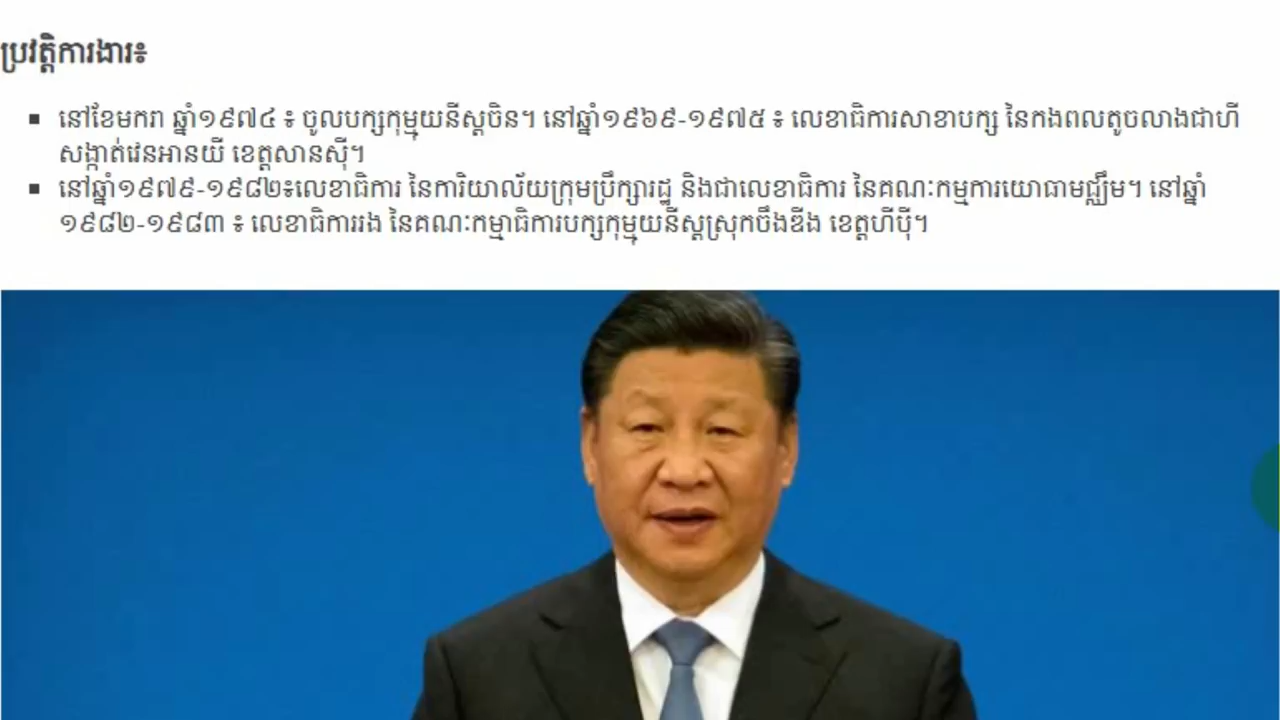 ប្រវត្តិការងារ៖
នៅខែមករា ឆ្នាំ១៩៧៤ ៖ ចូលបក្សកុម្មុយនីស្តចិន។ នៅឆ្នាំ១៩៦៩-១៩៧៥ ៖ លេខាធិការសាខាបក្ស នៃកងពលតូចលាងជាហឺ
សង្កាត់វេនអានយី ខេត្តសានស៊ី។
នៅឆ្នាំ១៩៧៩-១៩៨២៖លេខាធិការ នៃការិយាល័យក្រុមប្រឹក្សារដ្ឋ និងជាលេខាធិការ នៃគណៈកម្មការយោធាមជ្ឈឹម។ នៅឆ្នាំ
១៩៨២-១៩៨៣ ៖ លេខាធិការរង នៃគណៈកម្មាធិការបក្សកុម្មុយនីស្តស្រុកចឹងឌីង ខេត្តហឺប៉ី។